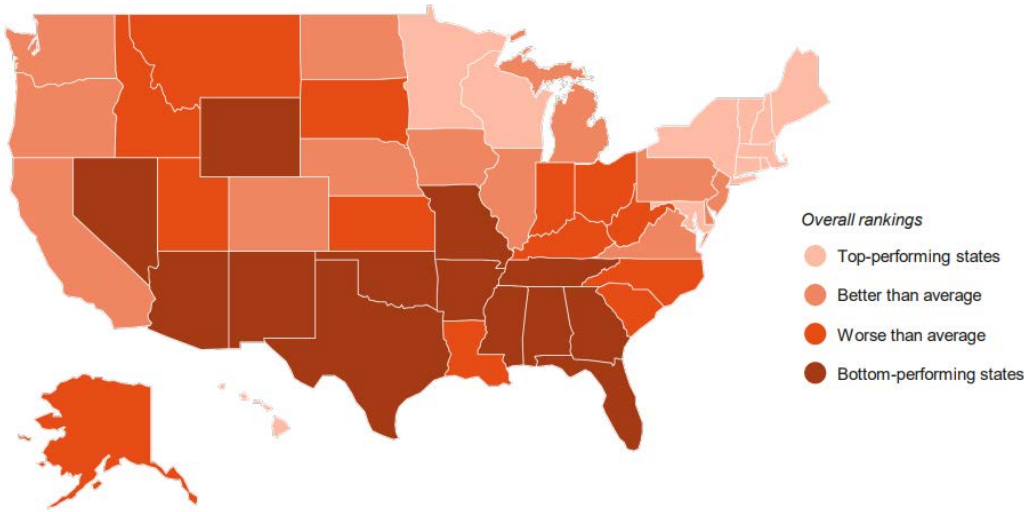 Overall rankings
Top-performing states
Better than average
Worse than average
Bottom-performing states